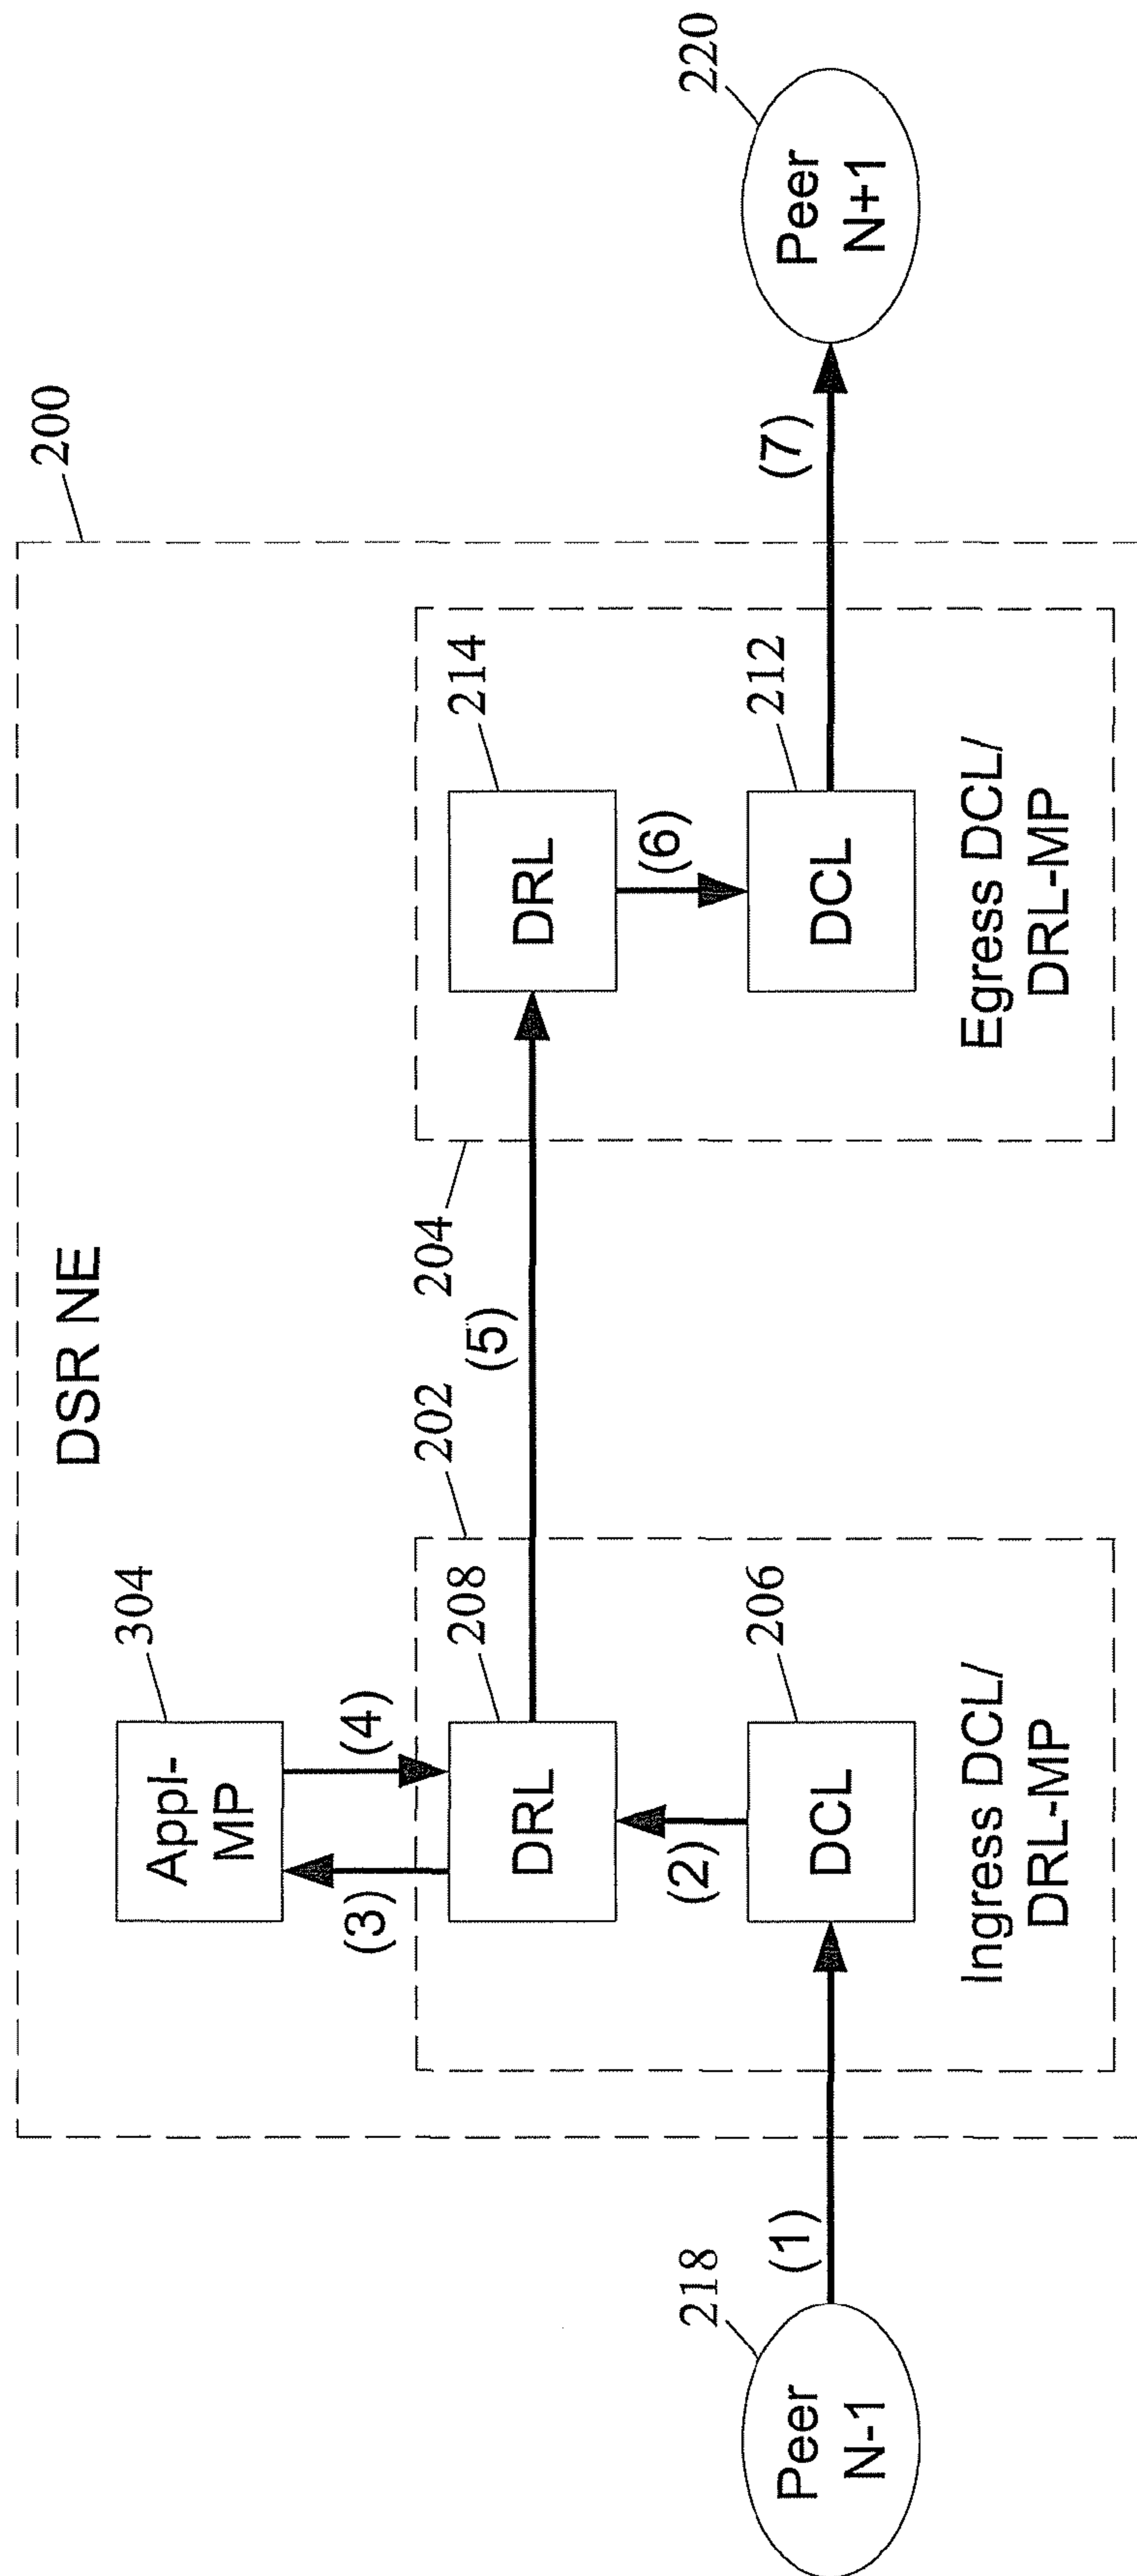 200
DSR NE
304
Appl-
MP
(3)
(4)
202
208
DRL
(2)
206
DCL
Ingress DCL/
DRL-MP
(5)
204
214
DRL
(6)
212
DCL
Egress DCL/
DRL-MP
218
Peer
N-1
(1)
(7)
220
Peer
N+1